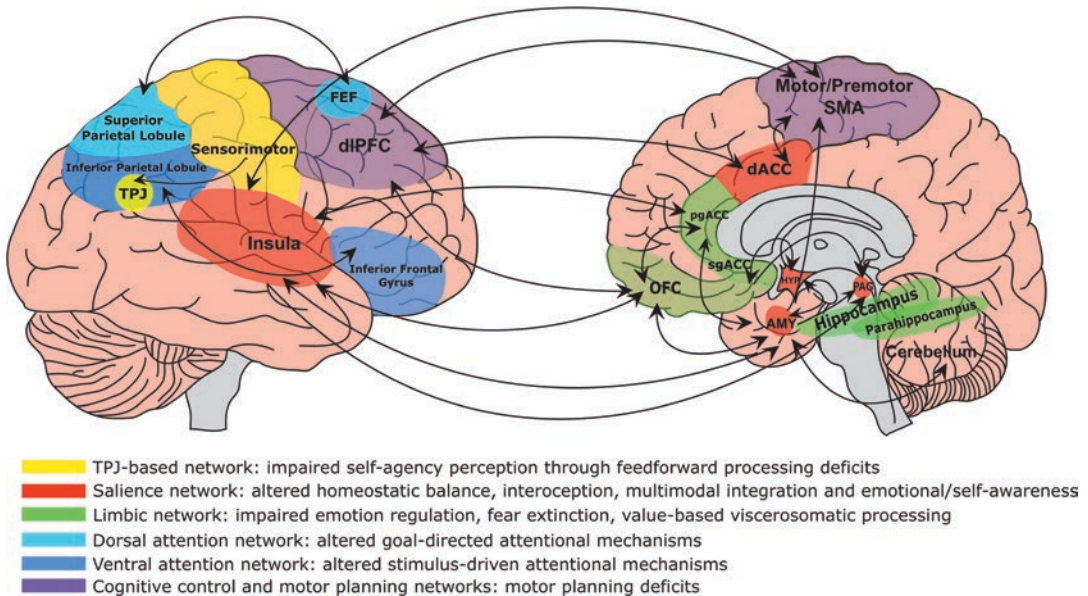 FEF
Motor/Premotor
SMA
Superior
Parietal Lobule
Sensorimotor
dlPFC
Inferior Parietal Lobule
dACC
TPJ
pgACC
Insula
sgACC
Inferior Frontal
Gyrus
HYP
PAG
OFC
Hippocampus
AMY
Parahippocampus
Cerebellum
TPJ-based network: impaired self-agency perception through feedforward processing deficits
Salience network: altered homeostatic balance, interoception, multimodal integration and emotional/self-awareness
Limbic network: impaired emotion regulation, fear extinction, value-based viscerosomatic processing
Dorsal attention network: altered goal-directed attentional mechanisms
Ventral attention network: altered stimulus-driven attentional mechanisms
Cognitive control and motor planning networks: motor planning deficits